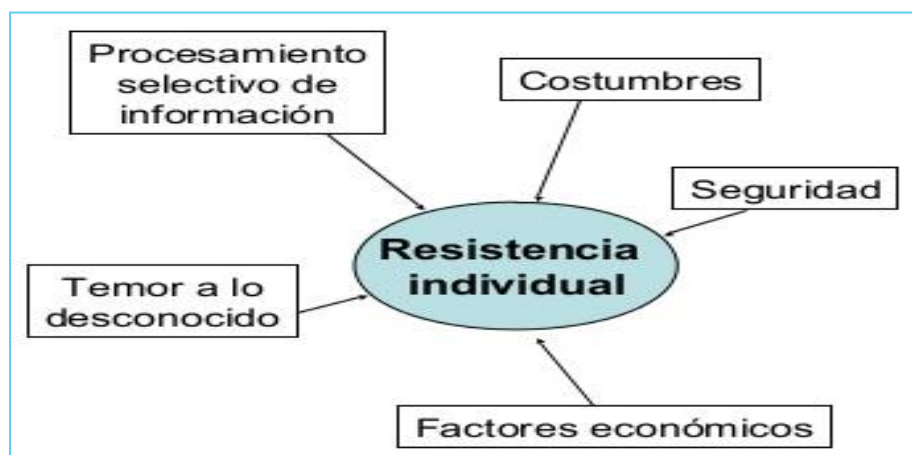 Procesamiento
selectivo de
información
Costumbres
Seguridad
Resistencia
individual
Temor a lo
desconocido
Factores económicos